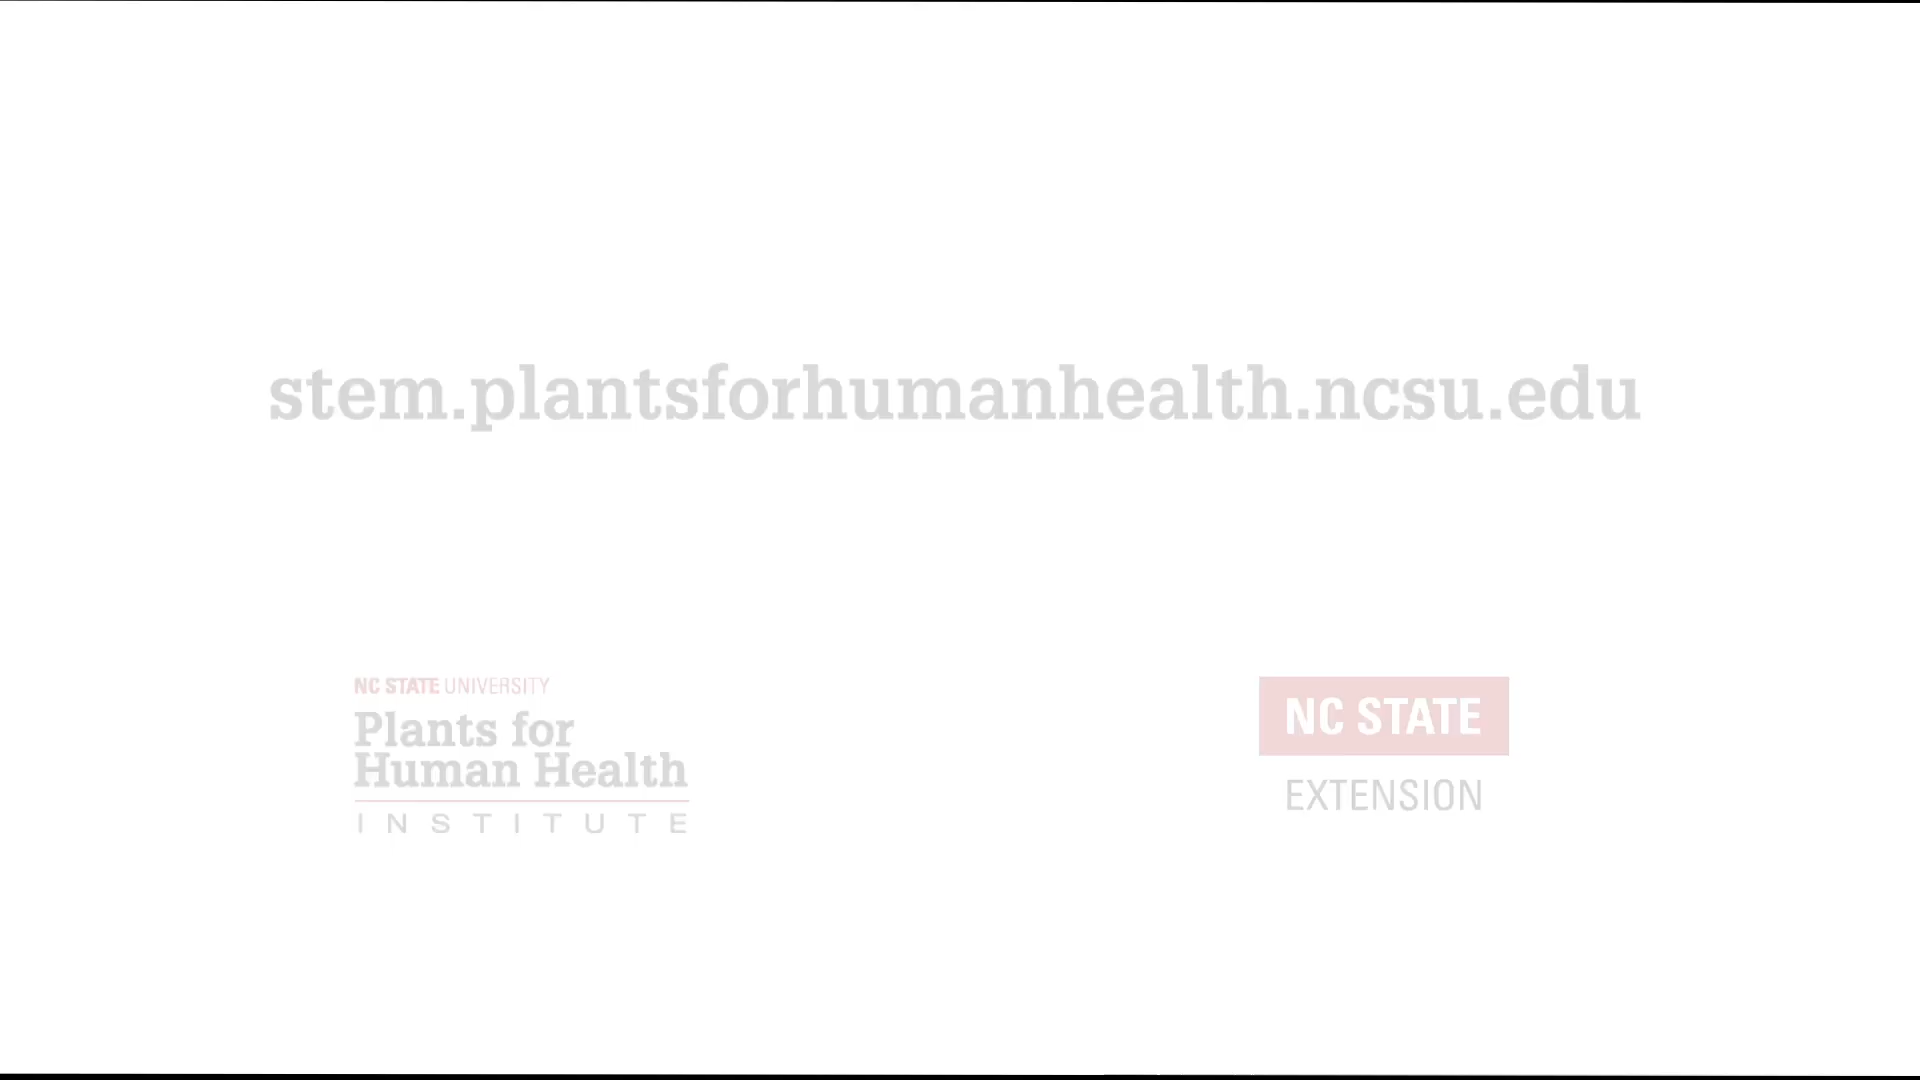 stem.plantsforhumanhealth.ncsu.edu
NC STATE UNIVERSITY
Plants for
Human Health
INSTITUTE
NC STATE
EXTENSION